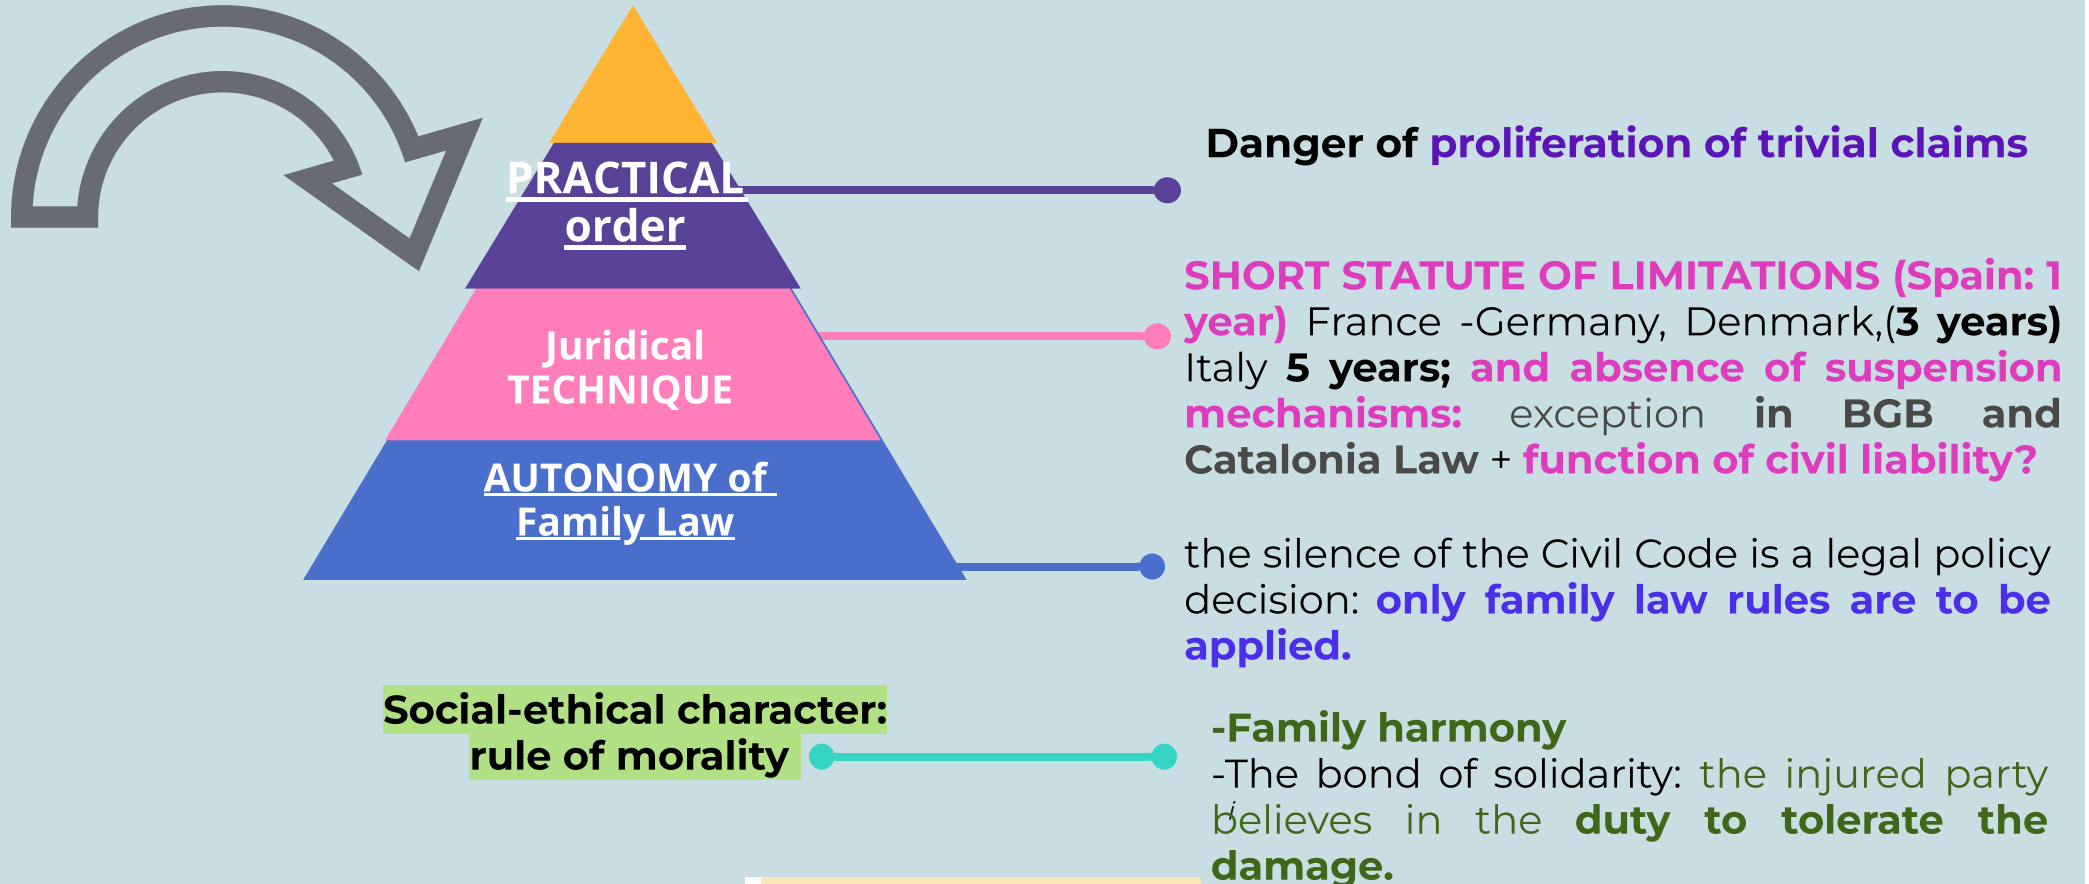 PRACTICAL
order
Danger of proliferation of trivial claims
Juridical
TECHNIQUE
SHORT STATUTE OF LIMITATIONS (Spain: 1
year) France -Germany, Denmark,(3 years)
Italy 5 years; and absence of suspension
mechanisms: exception in BGB and
Catalonia Law + function of civil liability?
AUTONOMY of
Family Law
the silence of the Civil Code is a legal policy
decision: only family law rules are to be
applied.
Social-ethical character:
rule of morality
-Family harmony
-The bond of solidarity: the injured party
believes in the duty to tolerate the
damage.
i